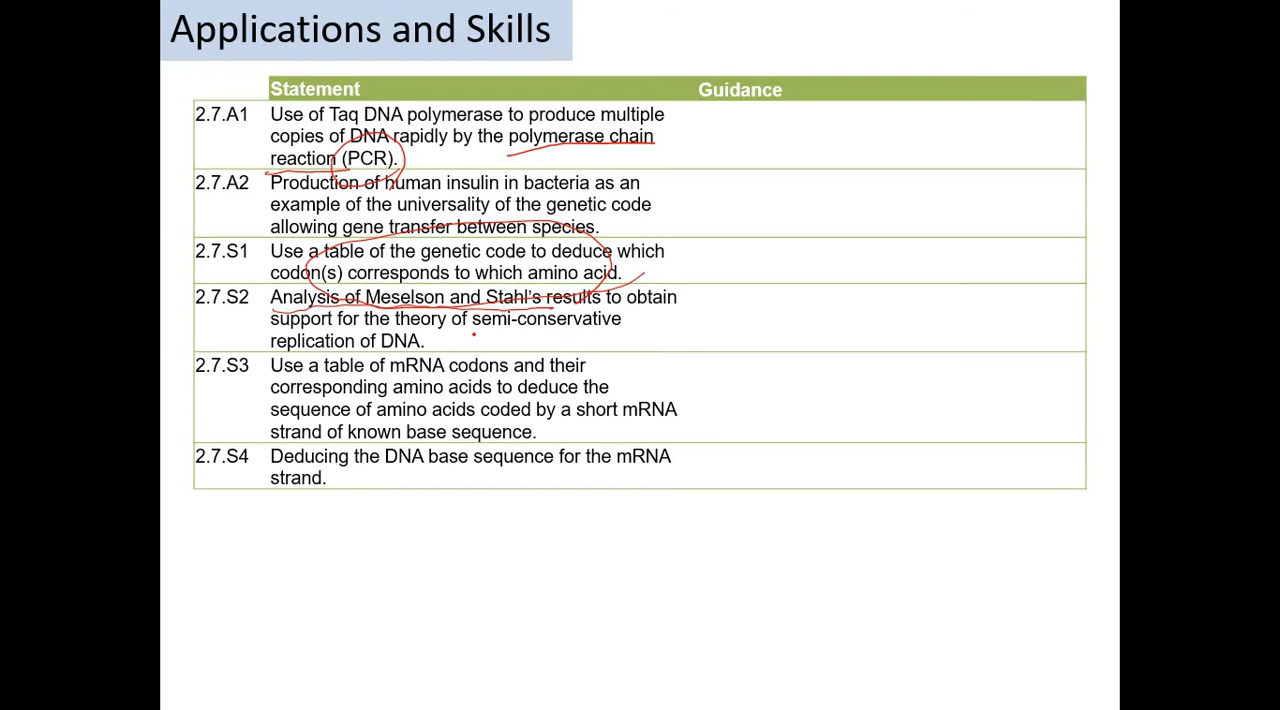 Applications and Skills
Statement Guidance
2.7.A1 Use of Taq DNA polymerase to produce multiple
copies of DNA rapidly by the polymerase chain
reaction (PCR).
2.7.A2 Production of human insulin in bacteria as an
example of the universality of the genetic code
allowing gene transfer between species.
2.7.S1 Use a table of the genetic code to deduce which
codon(s) corresponds to which amino acid.
2.7.S2 Analysis of Meselson and Stahl's results to obtain
support for the theory of semi-conservative
replication of DNA.
2.7.S3 Use a table of mRNA codons and their
corresponding amino acids to deduce the
sequence of amino acids coded by a short mRNA
strand of known base sequence.
2.7.S4 Deducing the DNA base sequence for the mRNA
strand.